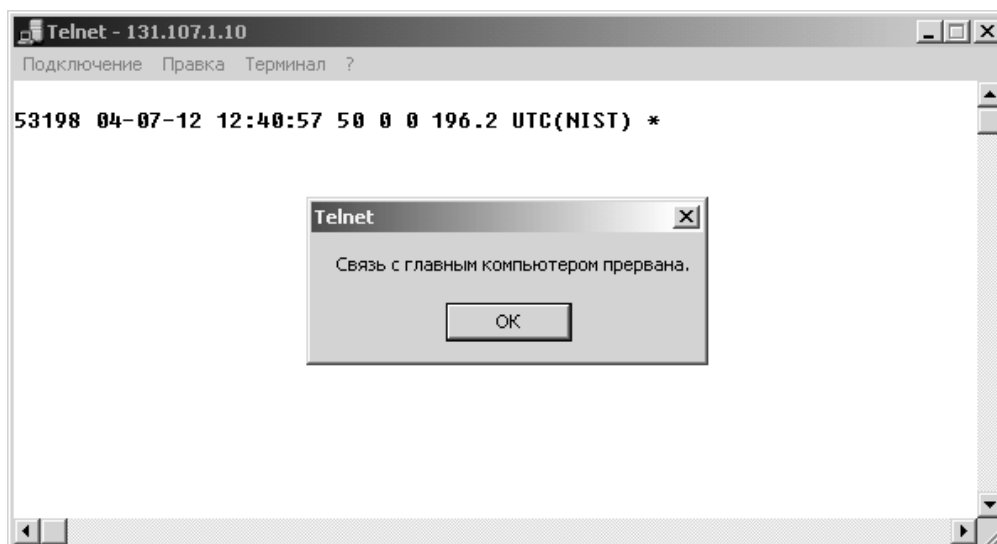 Telnet - 131.107.1.10
Подключение Правка Терминал ?
53198 04-07-12 12:40:57 50 0 0 196.2 UTC(NIST) *
Telnet
Связь с главным компьютером прервана.
ОК